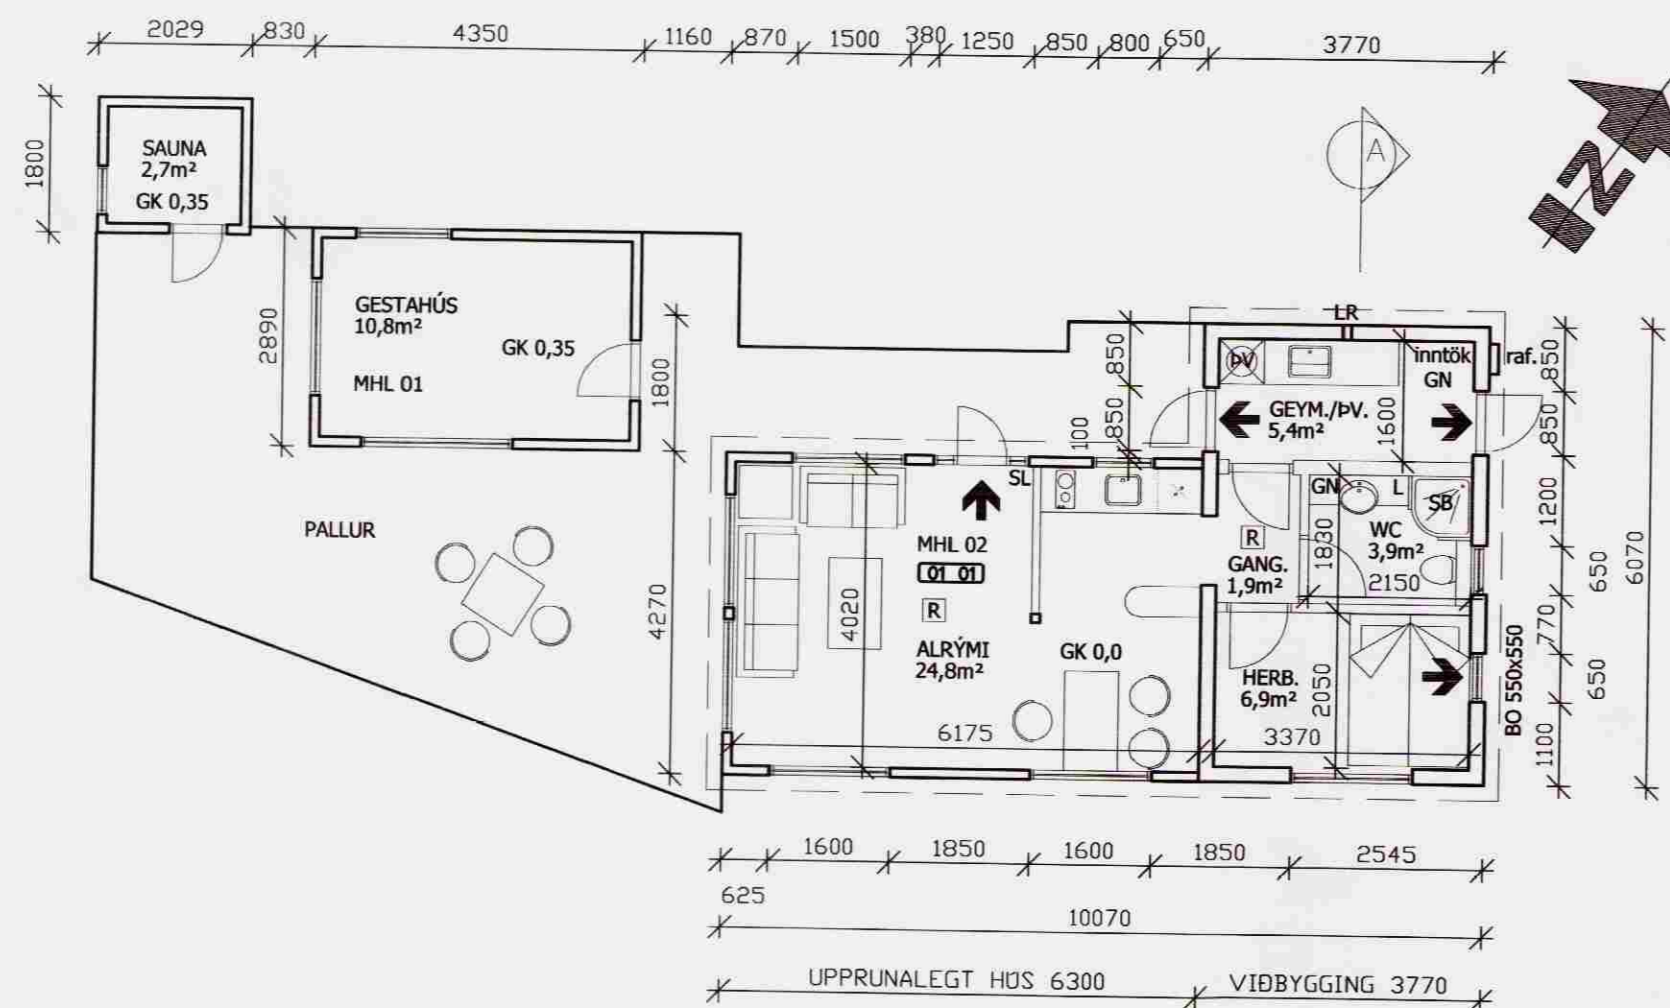 2029 830 4350 1160 870 1500 380 1250 850 800 650 3770
1800
SAUNA
2,7m²
GK 0,35
A
N
2890
GESTAHÚS
10,8m²
GK 0,35
MHL 01
1800
4270
PALLUR
LR
850
850
100
ÞV
inntök
GN
raf.
GEYM./ÞV.
5,4m²
1600
850
850
1200
650
770
650
1100
6070
SL
GN
L
SB
WC
3,9m²
1830
2150
R
GANG.
1,9m²
MHL 02
01 01
R
4020
ALRÝMI
24,8m²
GK 0,0
HERB.
6,9m²
2050
BO 550x550
6175
3370
1600 1850 1600 1850 2545
625
10070
UPPRUNALEGT HÚS 6300
VIÐBYGGING 3770